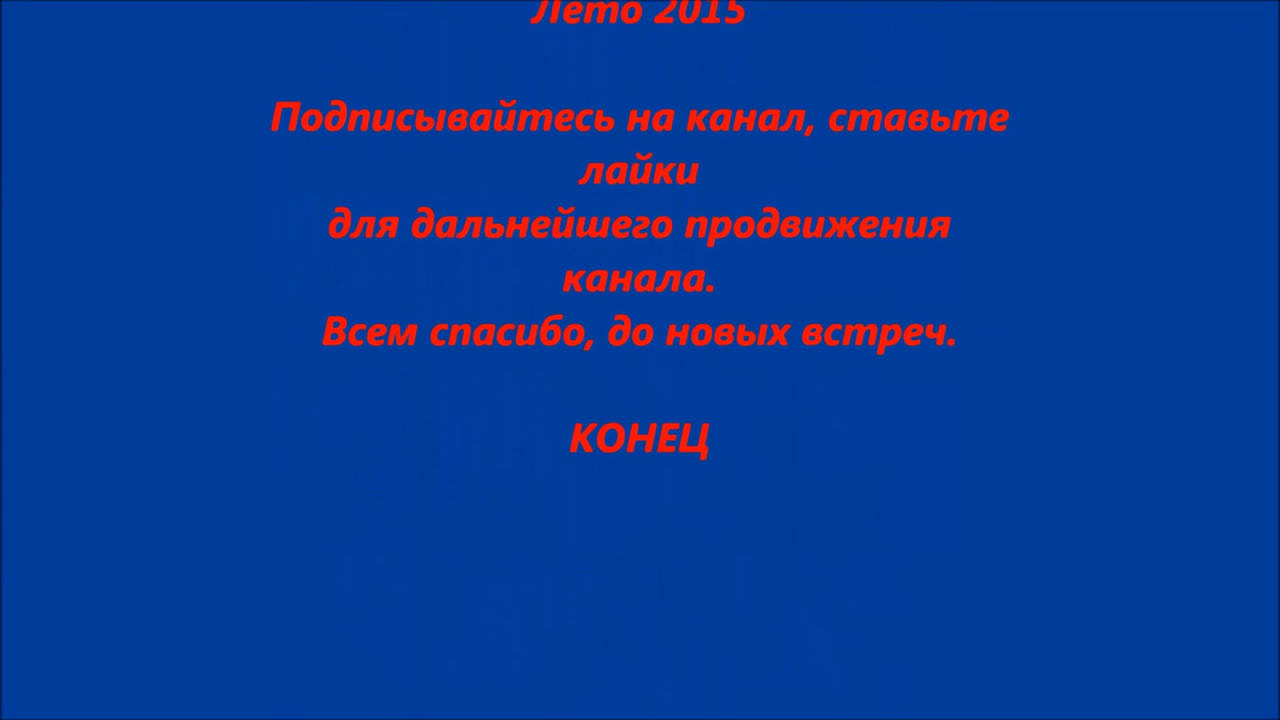 Лето 2015
Подписывайтесь на канал, ставьте
лайки
для дальнейшего продвижения
канала.
Всем спасибо, до новых встреч.
КОНЕЦ